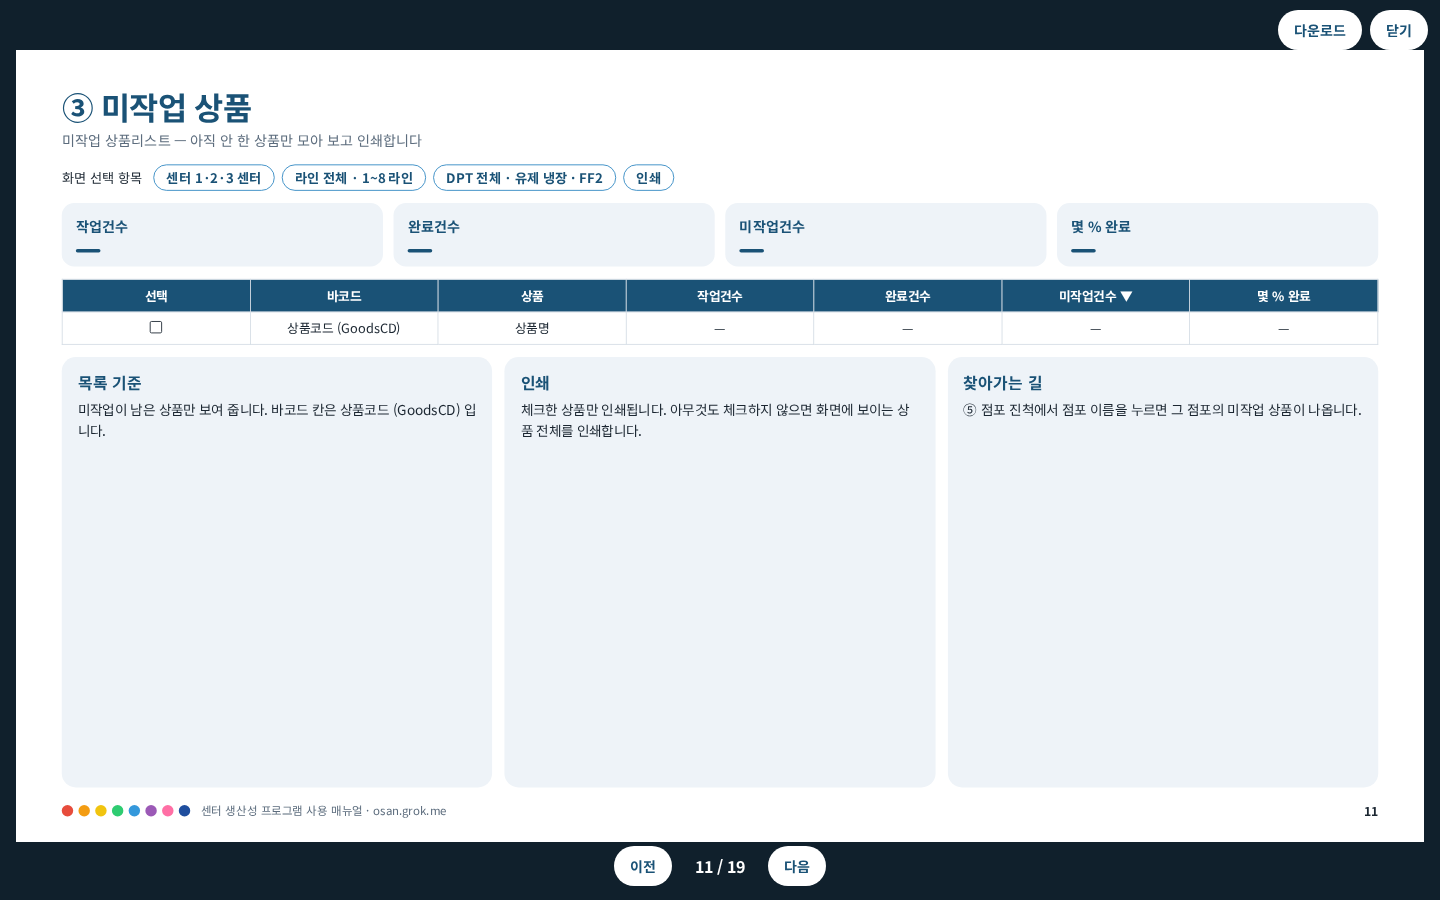 다운로드 닫기
③ 미작업 상품
미작업 상품리스트 — 아직 안 한 상품만 모아 보고 인쇄합니다
화면 선택 항목 센터 1·2·3 센터 라인 전체 · 1~8 라인 DPT 전체 · 유제 냉장 · FF2 인쇄
작업건수 완료건수 미작업건수 몇 % 완료
— — — —
선택 바코드 상품 작업건수 완료건수 미작업건수 ▼ 몇 % 완료
☐ 상품코드 (GoodsCD) 상품명 — — — —
목록 기준
미작업이 남은 상품만 보여 줍니다. 바코드 칸은 상품코드 (GoodsCD) 입
니다.
인쇄
체크한 상품만 인쇄됩니다. 아무것도 체크하지 않으면 화면에 보이는 상
품 전체를 인쇄합니다.
찾아가는 길
⑤ 점포 진척에서 점포 이름을 누르면 그 점포의 미작업 상품이 나옵니다.
센터 생산성 프로그램 사용 매뉴얼 · osan.grok.me 11
이전 11 / 19 다음